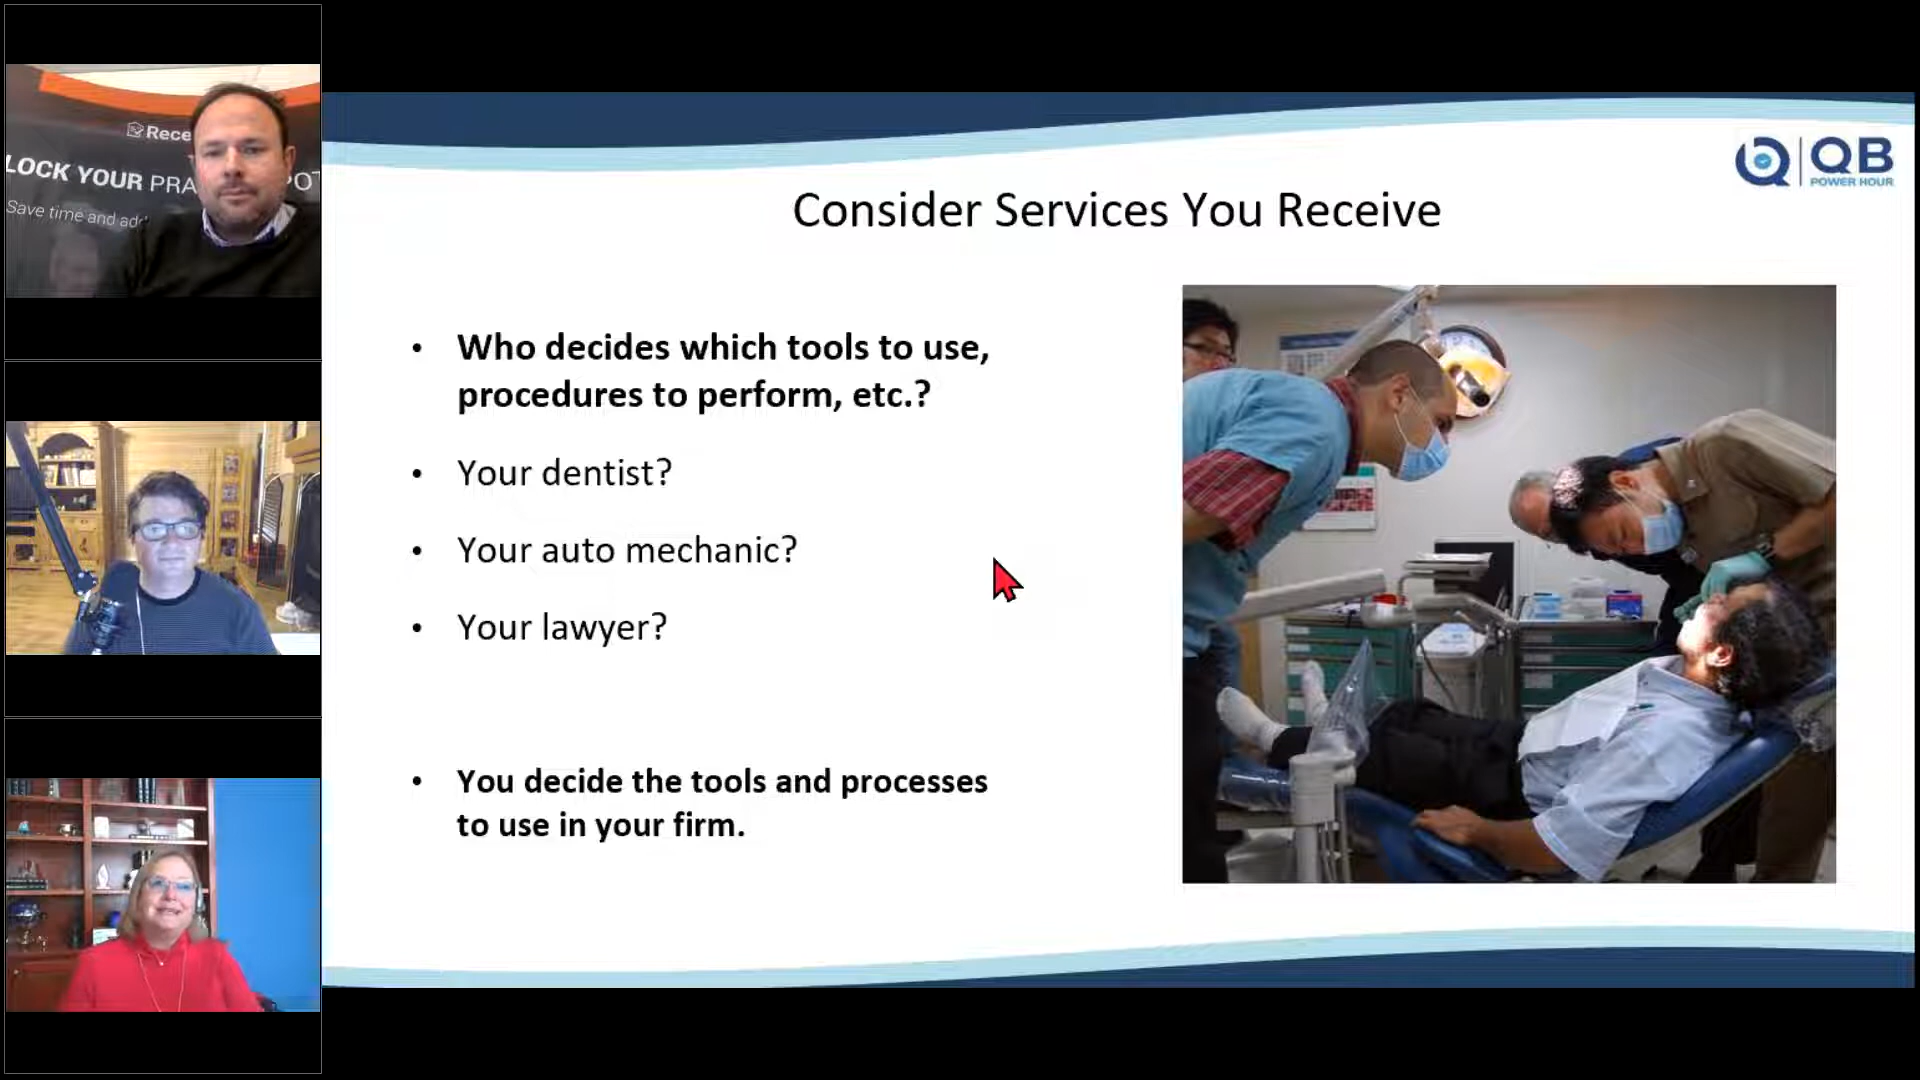 Rece
LOCK YOUR PRA
Save time and add
QB
POWER HOUR
Consider Services You Receive
• Who decides which tools to use,
procedures to perform, etc.?
• Your dentist?
• Your auto mechanic?
• Your lawyer?
• You decide the tools and processes
to use in your firm.